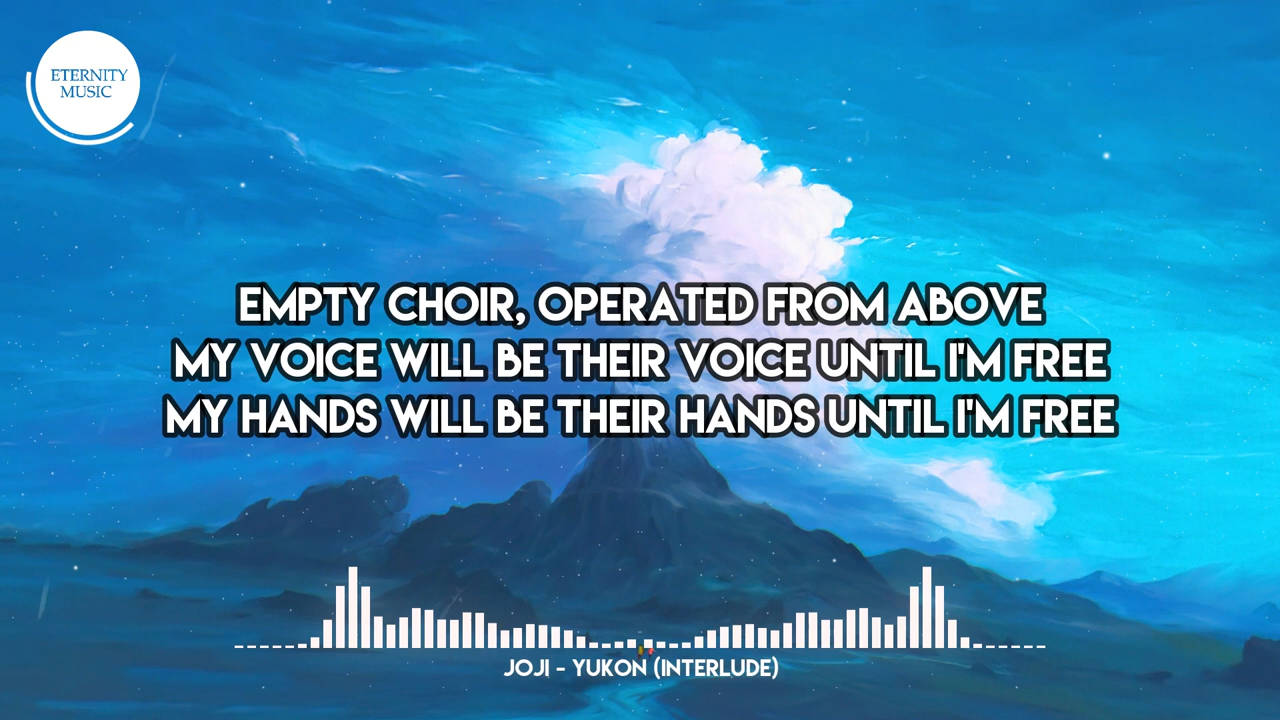 ETERNITY
MUSIC
EMPTY CHOIR, OPERATED FROM ABOVE
MY VOICE WILL BE THEIR VOICE UNTIL I'M FREE
MY HANDS WILL BE THEIR HANDS UNTIL I'M FREE
JOJI - YUKON (INTERLUDE)